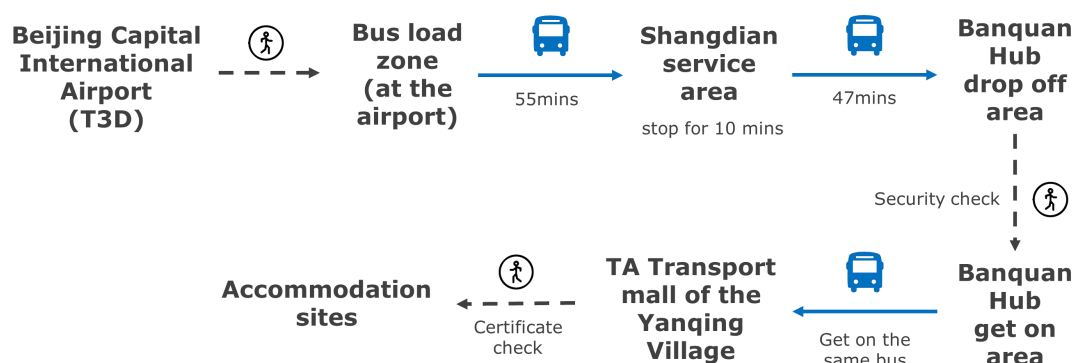 Beijing Capital
International
Airport
(T3D)
Bus load
zone
(at the
airport)
55mins
Shangdian
service
area
stop for 10 mins
47mins
Banquan
Hub
drop off
area
Security check
Banquan
Hub
get on
area
Get on the
same bus
TA Transport
mall of the
Yanqing
Village
Certificate
check
Accommodation
sites